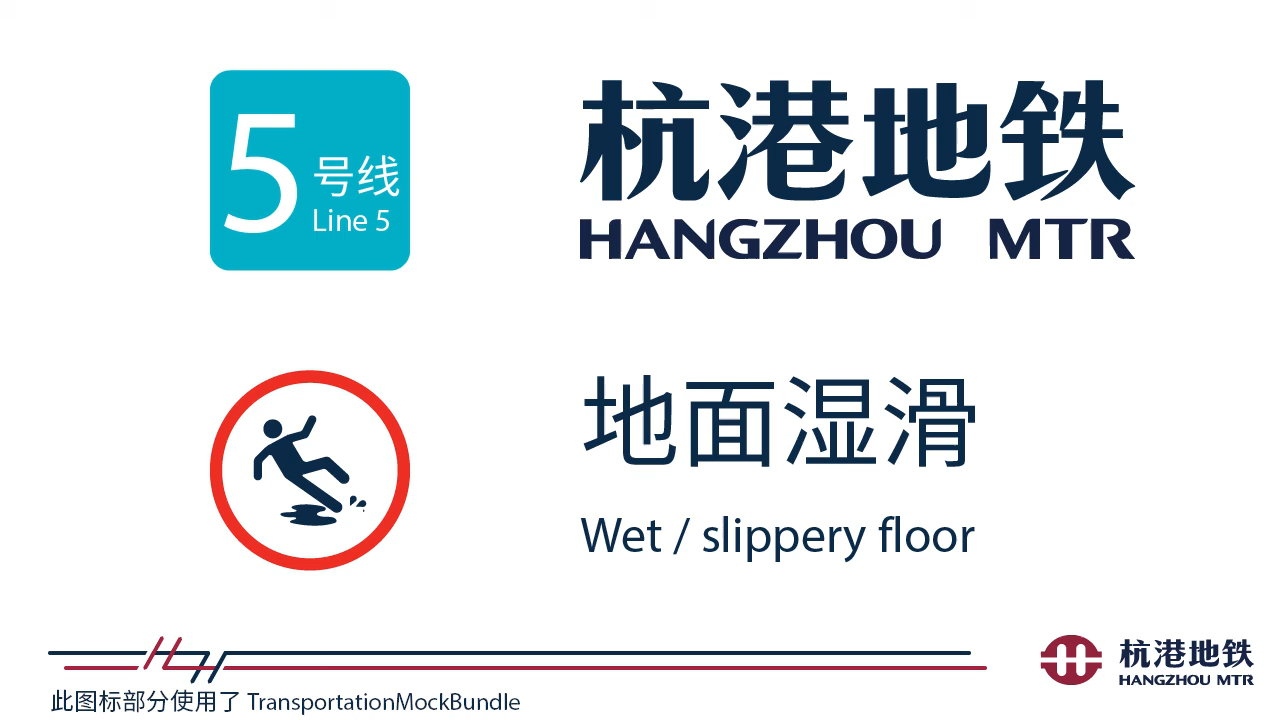 5号线
Line 5
杭港地铁
HANGZHOU MTR
地面湿滑
Wet / slippery floor
此图标部分使用了 TransportationMockBundle
杭港地铁
HANGZHOU MTR